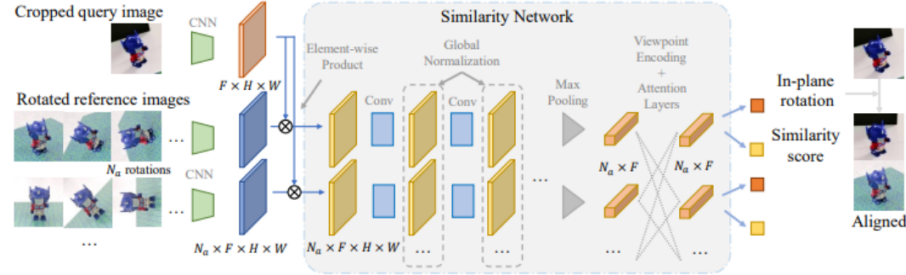 Cropped query image
CNN
F × H × W
Rotated reference images
...
N_a rotations
CNN
...
...
N_a × F × H × W
Similarity Network
Element-wise
Product
Global
Normalization
Conv
Conv
Max
Pooling
Viewpoint
Encoding
+
Attention
Layers
N_a × F × H × W
...
...
...
N_a × F
N_a × F
...
...
In-plane
rotation
Similarity
score
Aligned